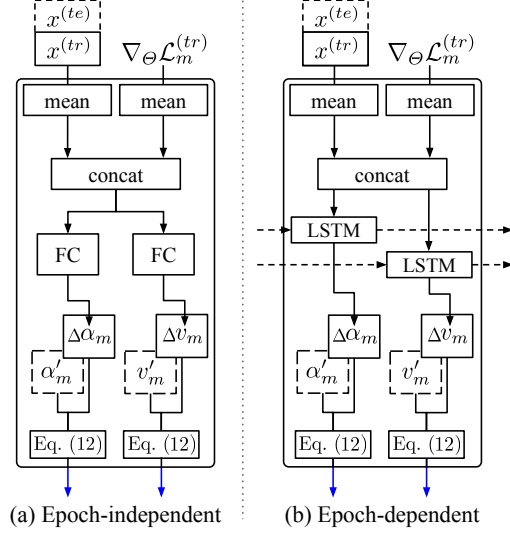 x^{(te)}
x^{(tr)}
∇_Θ ℒ_m^{(tr)}
mean
mean
concat
FC
FC
Δα_m
Δv_m
α′_m
v′_m
Eq. (12)
Eq. (12)
(a) Epoch-independent
x^{(te)}
x^{(tr)}
∇_Θ ℒ_m^{(tr)}
mean
mean
concat
LSTM
LSTM
Δα_m
Δv_m
α′_m
v′_m
Eq. (12)
Eq. (12)
(b) Epoch-dependent